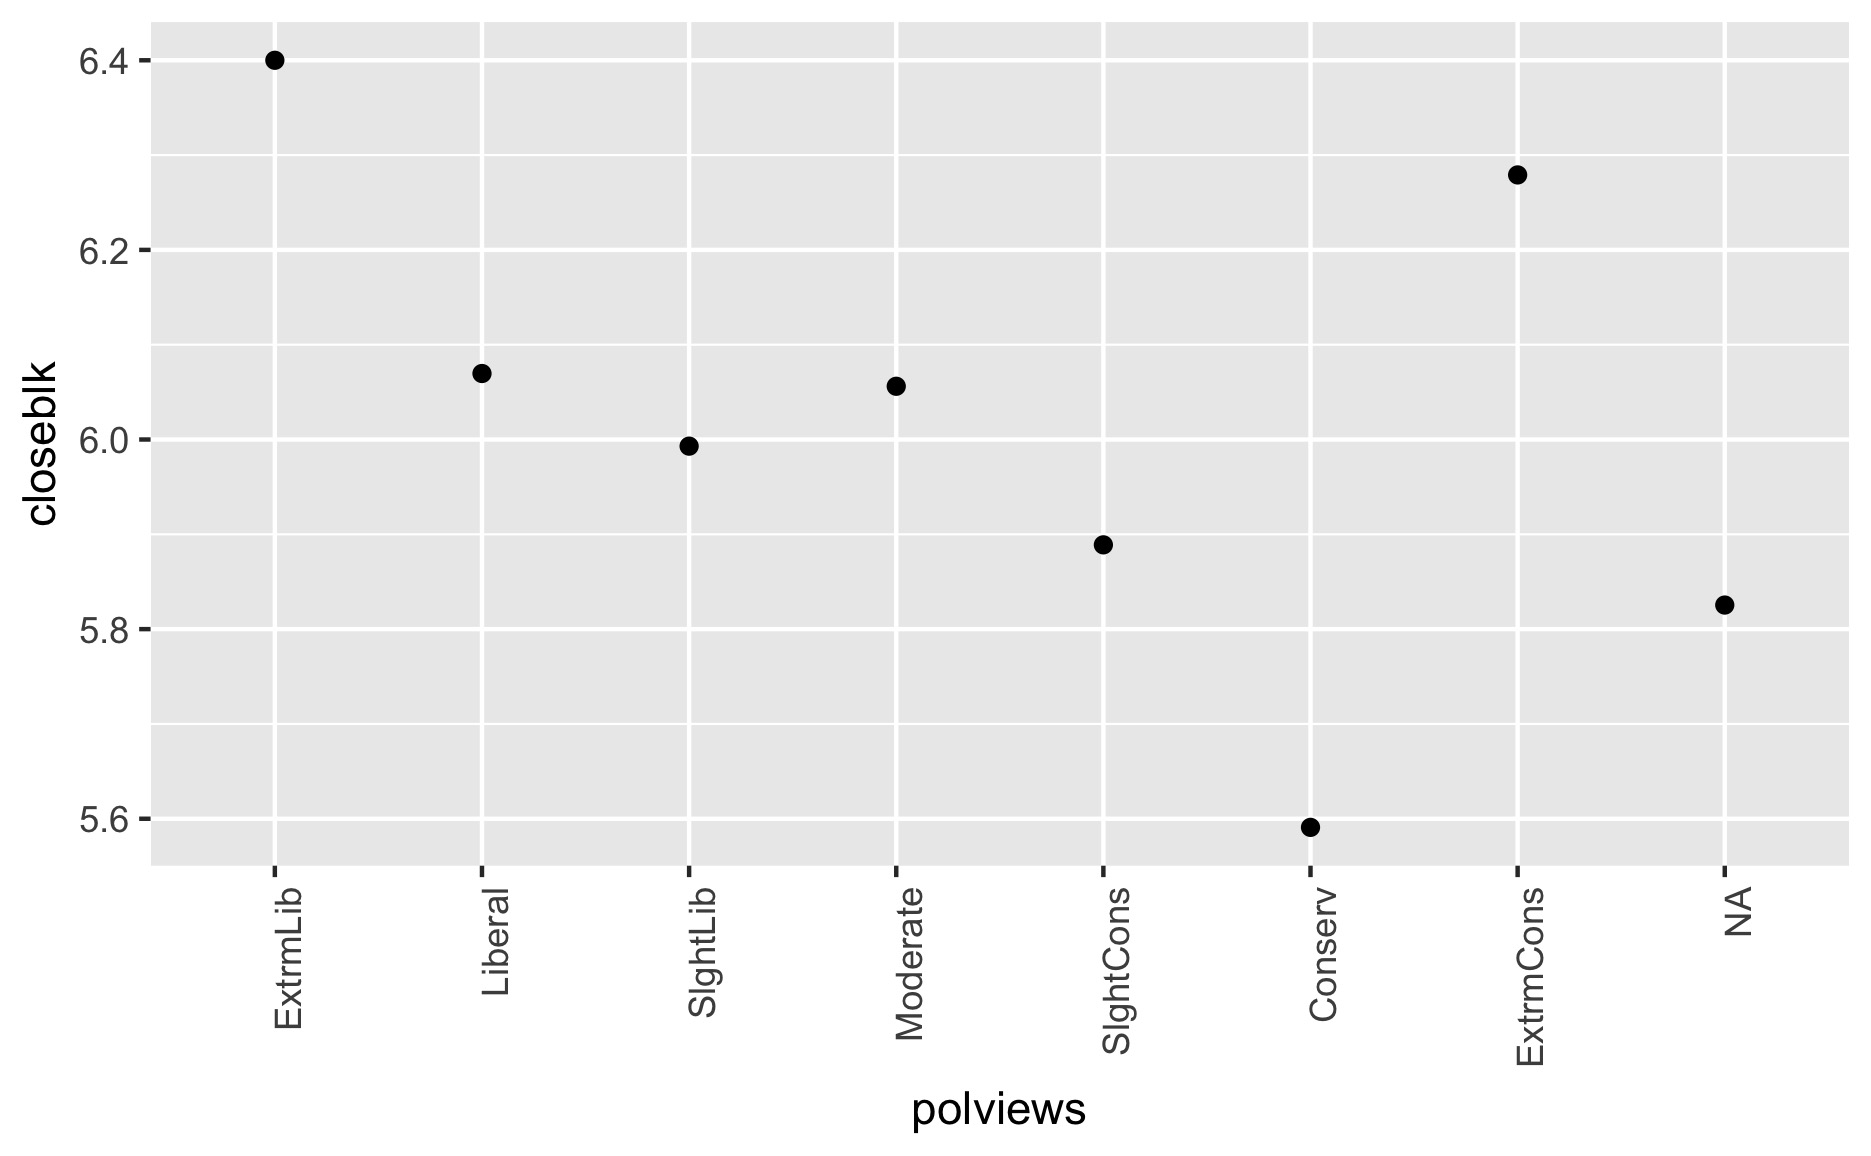 6.4
6.2
6.0
5.8
5.6
closeblk
ExtrmLib
Liberal
SlghtLib
Moderate
SlghtCons
Conserv
ExtrmCons
NA
polviews